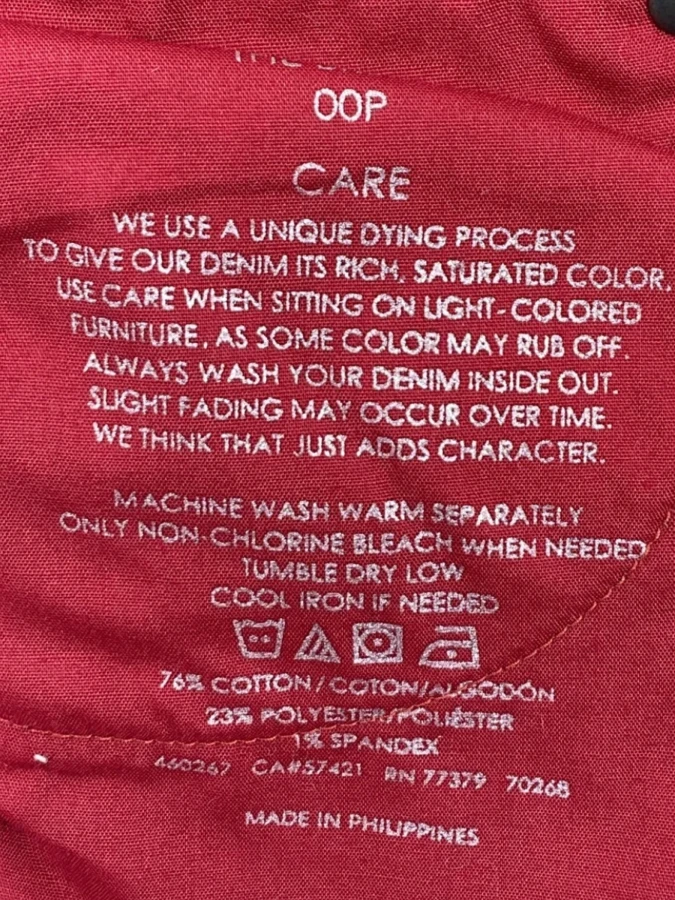 00P
CARE
WE USE A UNIQUE DYING PROCESS
TO GIVE OUR DENIM ITS RICH, SATURATED COLOR.
USE CARE WHEN SITTING ON LIGHT-COLORED
FURNITURE, AS SOME COLOR MAY RUB OFF.
ALWAYS WASH YOUR DENIM INSIDE OUT.
SLIGHT FADING MAY OCCUR OVER TIME.
WE THINK THAT JUST ADDS CHARACTER.
MACHINE WASH WARM SEPARATELY
ONLY NON-CHLORINE BLEACH WHEN NEEDED
TUMBLE DRY LOW
COOL IRON IF NEEDED
76% COTTON/COTON/ALGODÓN
23% POLYESTER/POLIÉSTER
1% SPANDEX
460267 CA#57421 RN 77379 70268
MADE IN PHILIPPINES